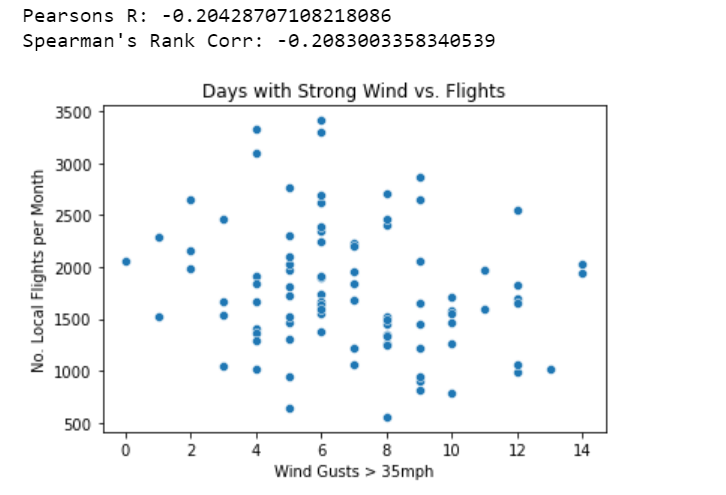 Pearsons R: -0.20428707108218086
Spearman's Rank Corr: -0.2083003358340539
Days with Strong Wind vs. Flights
No. Local Flights per Month
3500
3000
2500
2000
1500
1000
500
0 2 4 6 8 10 12 14
Wind Gusts > 35mph